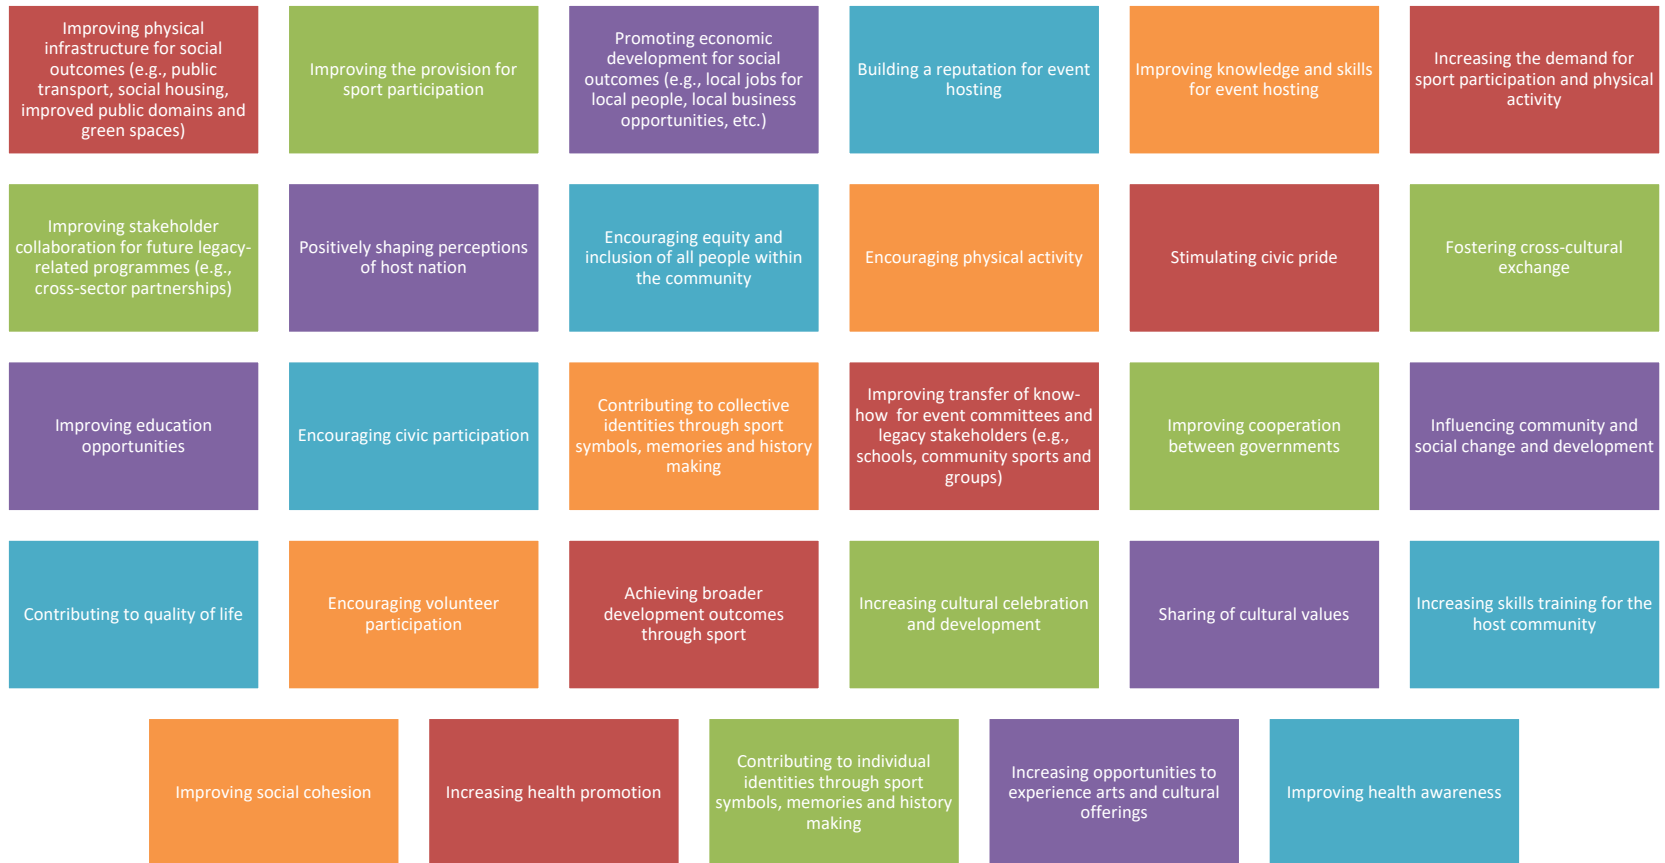 Improving physical
infrastructure for social
outcomes (e.g., public
transport, social housing,
improved public domains and
green spaces)
Improving the provision for
sport participation
Promoting economic
development for social
outcomes (e.g., local jobs for
local people, local business
opportunities, etc.)
Building a reputation for event
hosting
Improving knowledge and skills
for event hosting
Increasing the demand for
sport participation and physical
activity
Improving stakeholder
collaboration for future legacy-
related programmes (e.g.,
cross-sector partnerships)
Positively shaping perceptions
of host nation
Encouraging equity and
inclusion of all people within
the community
Encouraging physical activity
Stimulating civic pride
Fostering cross-cultural
exchange
Improving education
opportunities
Encouraging civic participation
Contributing to collective
identities through sport
symbols, memories and history
making
Improving transfer of know-
how for event committees and
legacy stakeholders (e.g.,
schools, community sports and
groups)
Improving cooperation
between governments
Influencing community and
social change and development
Contributing to quality of life
Encouraging volunteer
participation
Achieving broader
development outcomes
through sport
Increasing cultural celebration
and development
Sharing of cultural values
Increasing skills training for the
host community
Improving social cohesion
Increasing health promotion
Contributing to individual
identities through sport
symbols, memories and history
making
Increasing opportunities to
experience arts and cultural
offerings
Improving health awareness